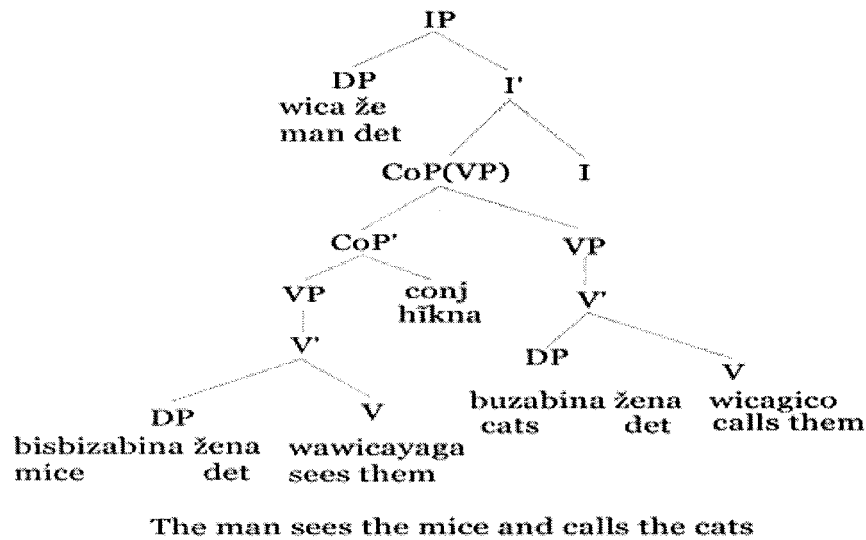 IP
DP I'
wica že
man det
CoP(VP) I
CoP' VP
VP conj
hĩkna
V'
V'
DP V
DP V
buzabina žena wicagico
cats det calls them
bisbizabina žena wawicayaga
mice det sees them
The man sees the mice and calls the cats